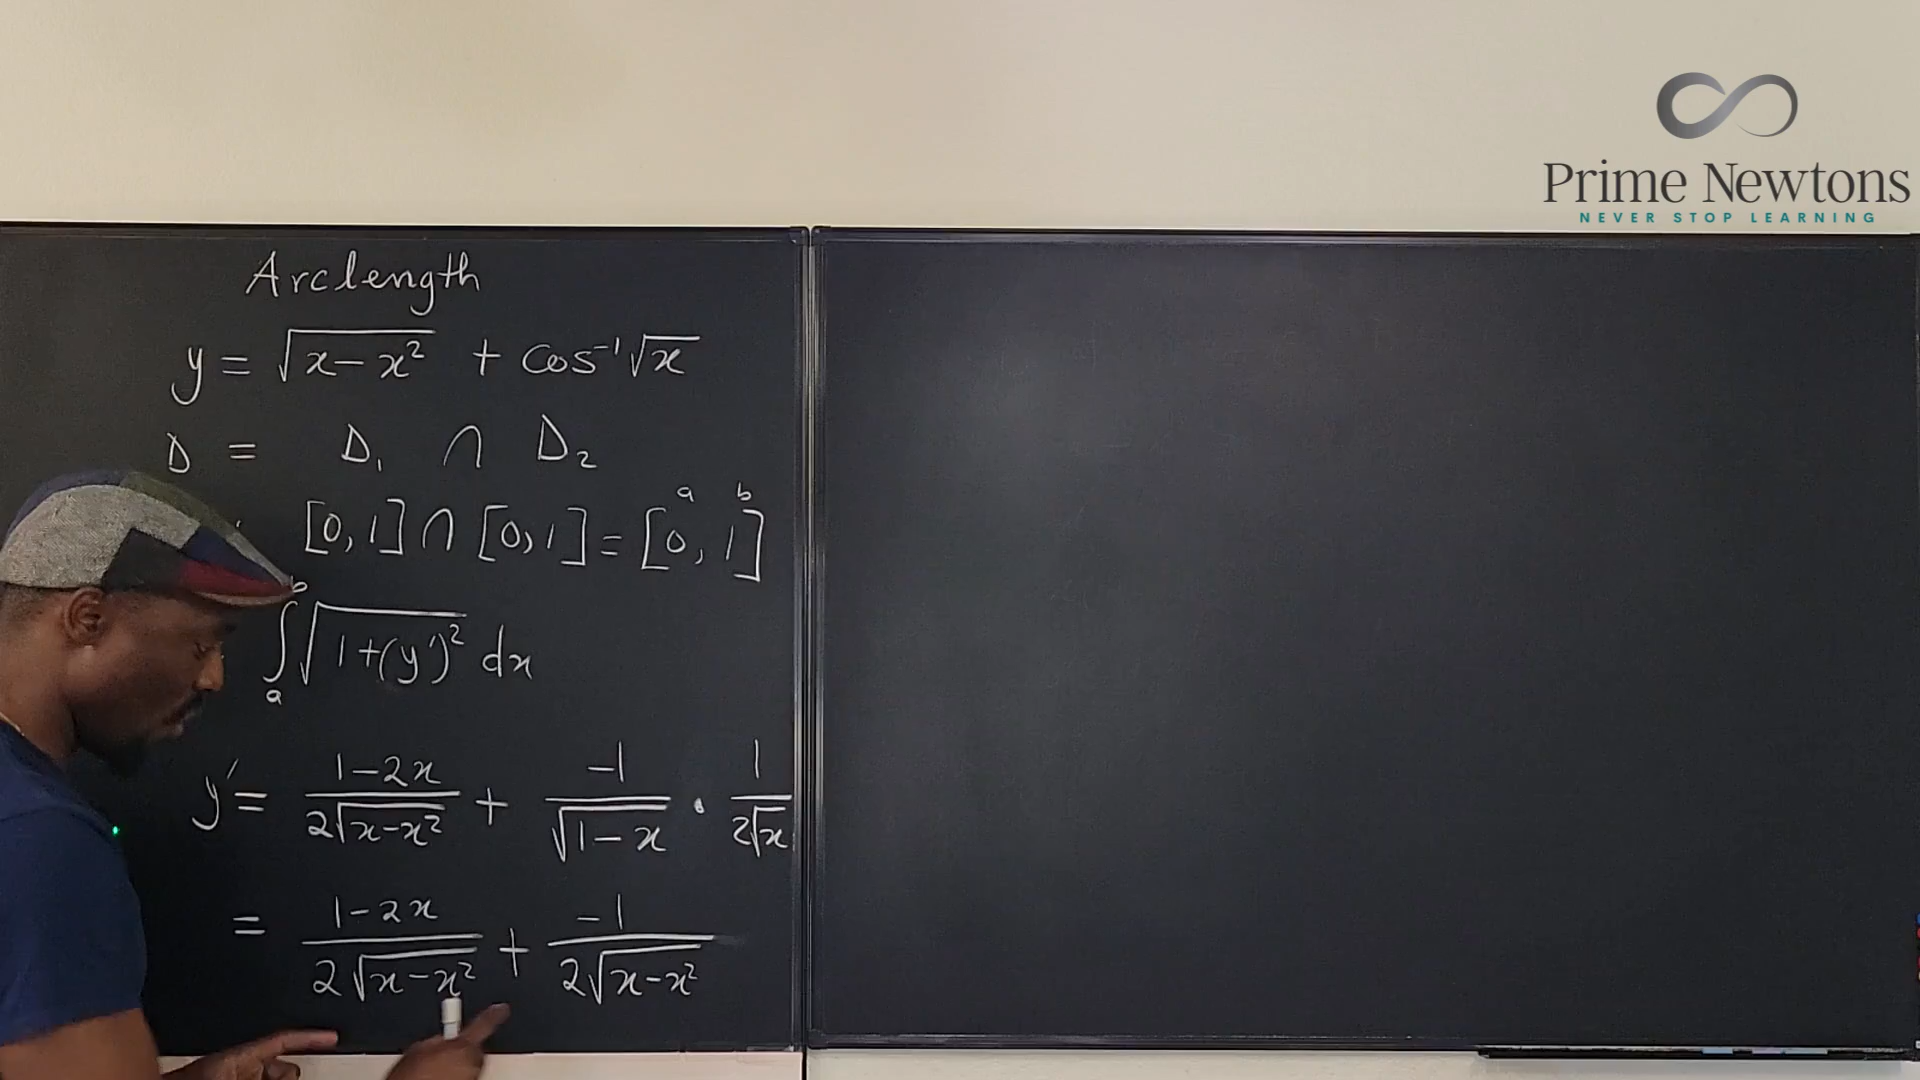 Prime Newtons
NEVER STOP LEARNING
Arclength
y = √(x-x²) + cos⁻¹√x
D = D₁ ∩ D₂
[0,1] ∩ [0,1] = [0,1]
a b
∫ₐᵇ √(1+(y')²) dx
y' = (1-2x)/(2√(x-x²)) + (-1)/(√(1-x)) · 1/(2√x)
= (1-2x)/(2√(x-x²)) + (-1)/(2√(x-x²))